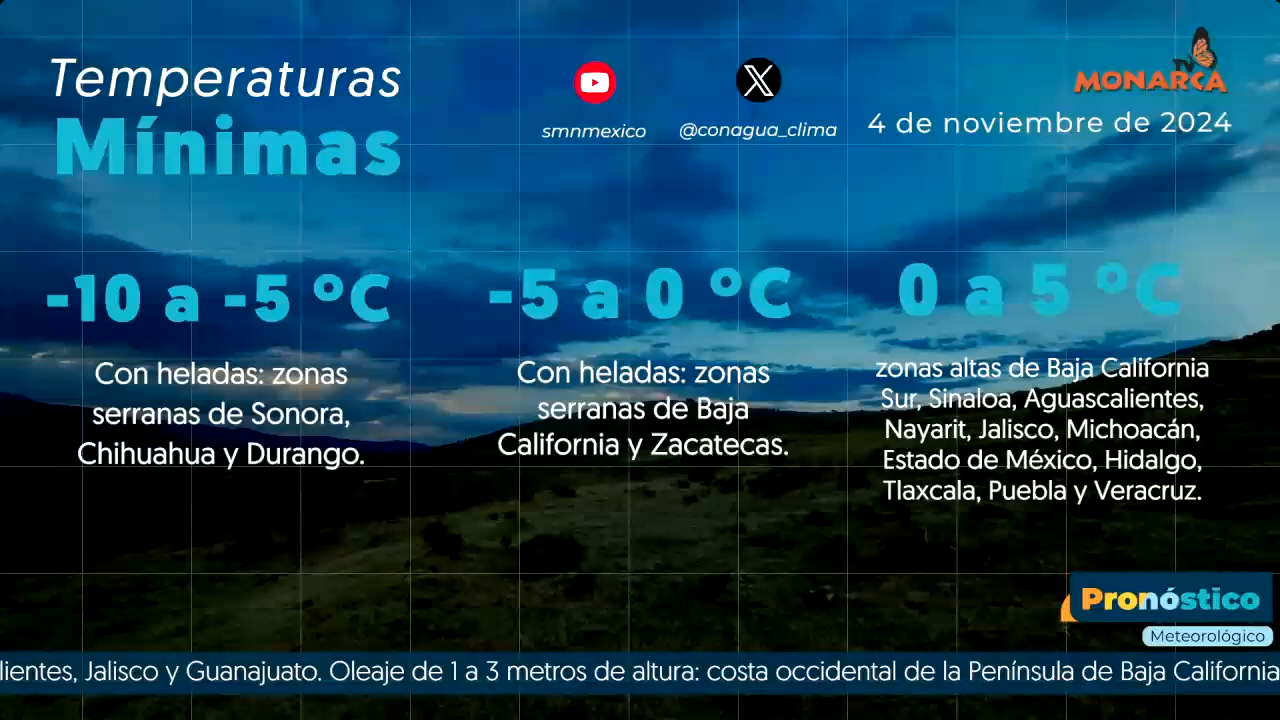 Temperaturas
Mínimas
smnmexico
@conagua_clima
TV
MONARCA
4 de noviembre de 2024
-10 a -5 °C
Con heladas: zonas
serranas de Sonora,
Chihuahua y Durango.
-5 a 0 °C
Con heladas: zonas
serranas de Baja
California y Zacatecas.
0 a 5 °C
zonas altas de Baja California
Sur, Sinaloa, Aguascalientes,
Nayarit, Jalisco, Michoacán,
Estado de México, Hidalgo,
Tlaxcala, Puebla y Veracruz.
Pronóstico
Meteorológico
lientes, Jalisco y Guanajuato. Oleaje de 1 a 3 metros de altura: costa occidental de la Península de Baja California